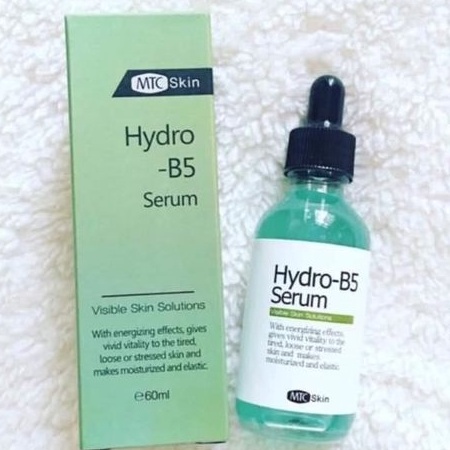 MTC Skin
Hydro
-B5
Serum
Visible Skin Solutions
With energizing effects, gives
vivid vitality to the tired,
loose or stressed skin and
makes moisturized and elastic.
℮60ml
Hydro-B5
Serum
Visible Skin Solutions
With energizing effects,
gives vivid vitality to the
tired, loose or stressed
skin and makes
moisturized and elastic.
MTC Skin